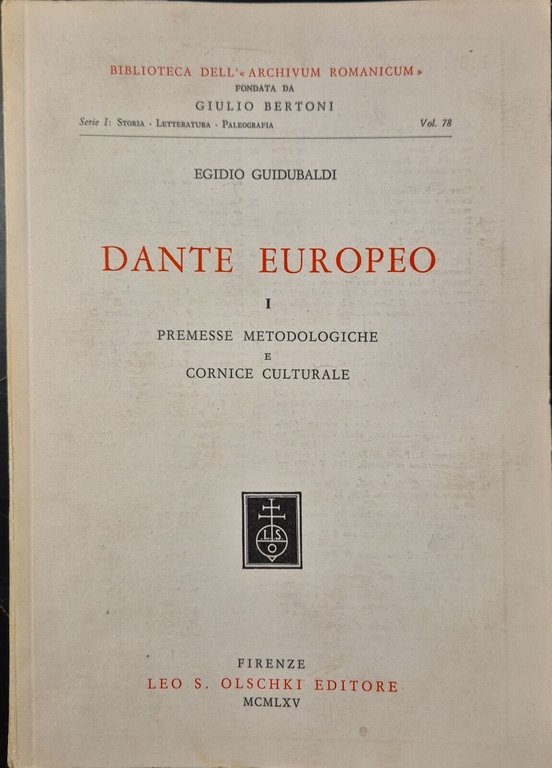 BIBLIOTECA DELL'«ARCHIVUM ROMANICUM»
FONDATA DA
GIULIO BERTONI
Serie I: STORIA - LETTERATURA - PALEOGRAFIA Vol. 78
EGIDIO GUIDUBALDI
DANTE EUROPEO
I
PREMESSE METODOLOGICHE
E
CORNICE CULTURALE
L. S.
O
FIRENZE
LEO S. OLSCHKI EDITORE
MCMLXV